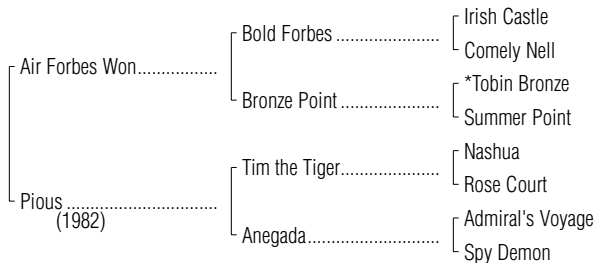 Irish Castle
Bold Forbes ......................
Comely Nell
Air Forbes Won.................
*Tobin Bronze
Bronze Point .....................
Summer Point
Nashua
Tim the Tiger.....................
Rose Court
Pious ................................
(1982)
Admiral's Voyage
Anegada............................
Spy Demon